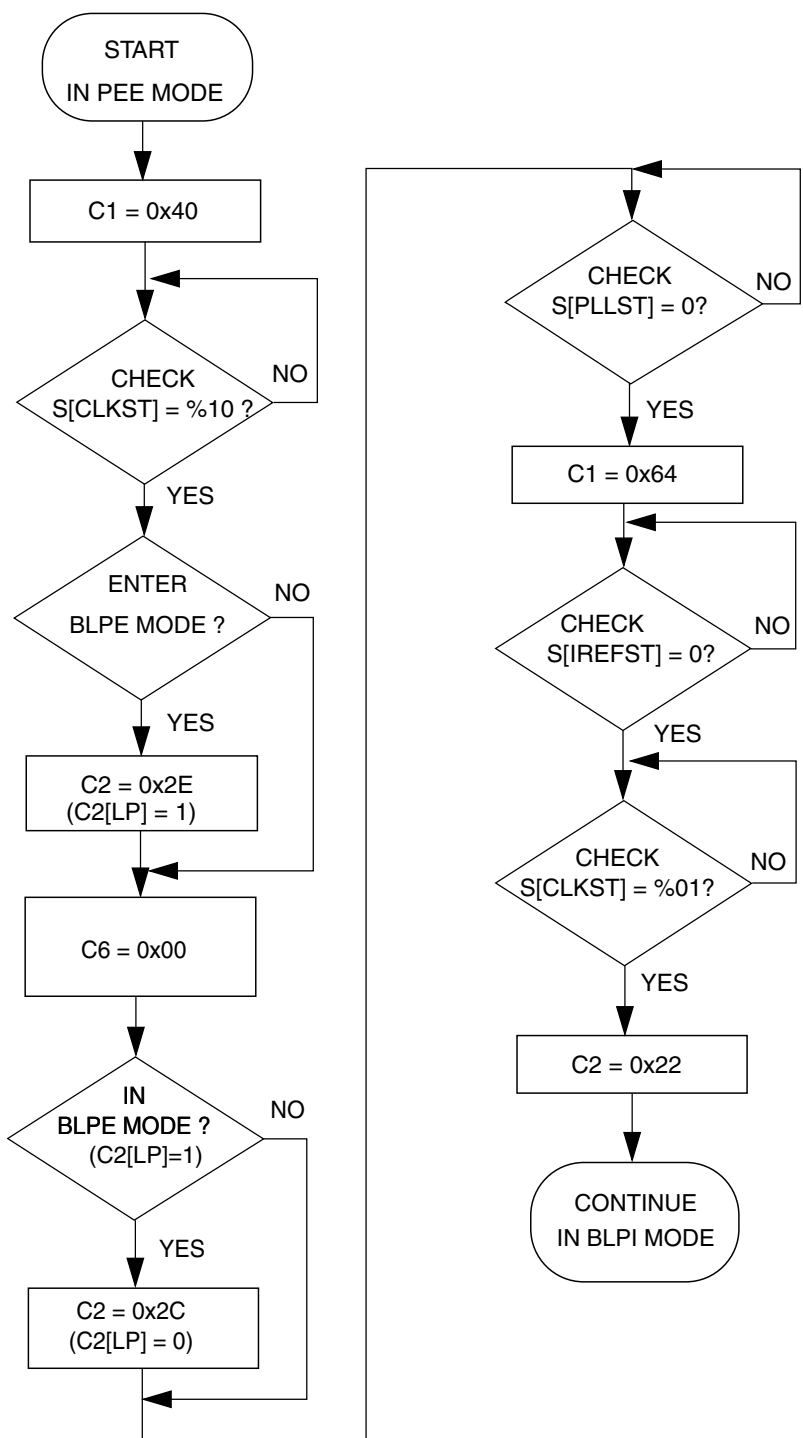 START
IN PEE MODE
C1 = 0x40
CHECK
S[CLKST] = %10 ?
NO
YES
ENTER
BLPE MODE ?
NO
YES
C2 = 0x2E
(C2[LP] = 1)
C6 = 0x00
IN
BLPE MODE ?
(C2[LP]=1)
NO
YES
C2 = 0x2C
(C2[LP] = 0)
CHECK
S[PLLST] = 0?
NO
YES
C1 = 0x64
CHECK
S[IREFST] = 0?
NO
YES
CHECK
S[CLKST] = %01?
NO
YES
C2 = 0x22
CONTINUE
IN BLPI MODE